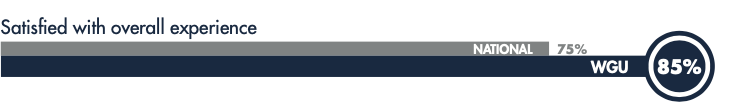 Satisfied with overall experience
NATIONAL 75%
WGU 85%